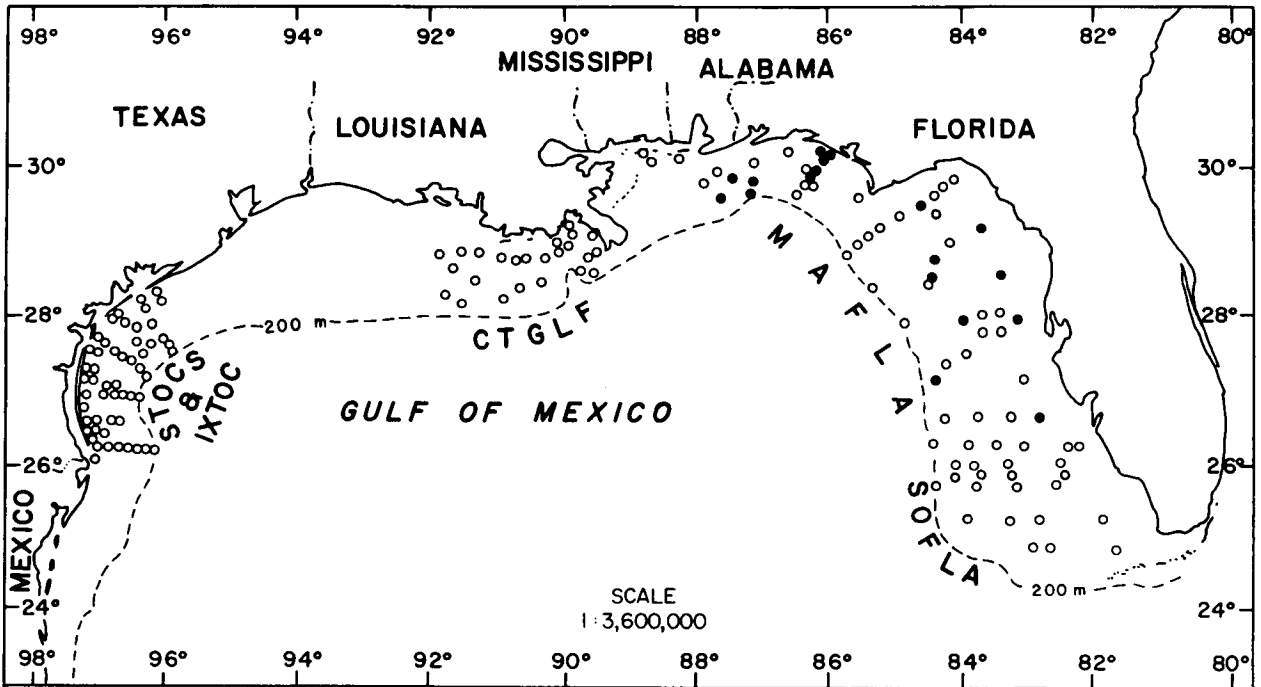 98° 96° 94° 92° 90° 88° 86° 84° 82° 80°
MISSISSIPPI
ALABAMA
TEXAS
LOUISIANA
FLORIDA
30° 30°
MAFLA
28° 28°
200 m
CTGLF
STOCS
&
IXTOC
GULF OF MEXICO
26° 26°
SOFLA
MEXICO
200 m
24° 24°
SCALE
1:3,600,000
98° 96° 94° 92° 90° 88° 86° 84° 82° 80°